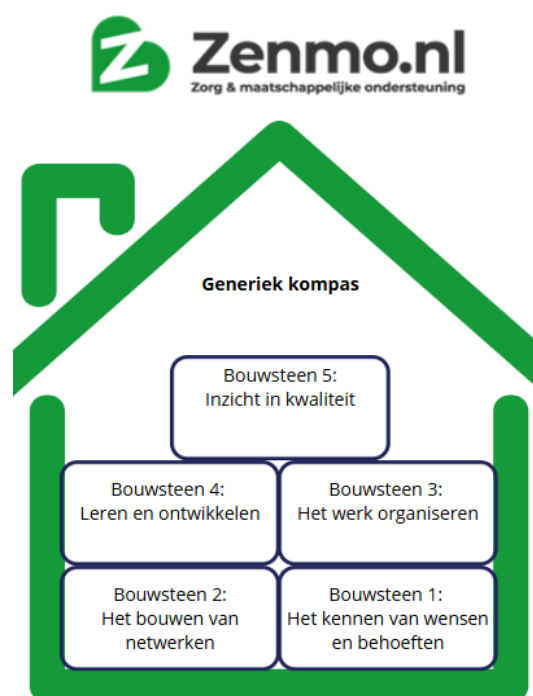 Zenmo.nl
Zorg & maatschappelijke ondersteuning
Generiek kompas
Bouwsteen 5:
Inzicht in kwaliteit
Bouwsteen 4:
Leren en ontwikkelen
Bouwsteen 3:
Het werk organiseren
Bouwsteen 2:
Het bouwen van
netwerken
Bouwsteen 1:
Het kennen van wensen
en behoeften